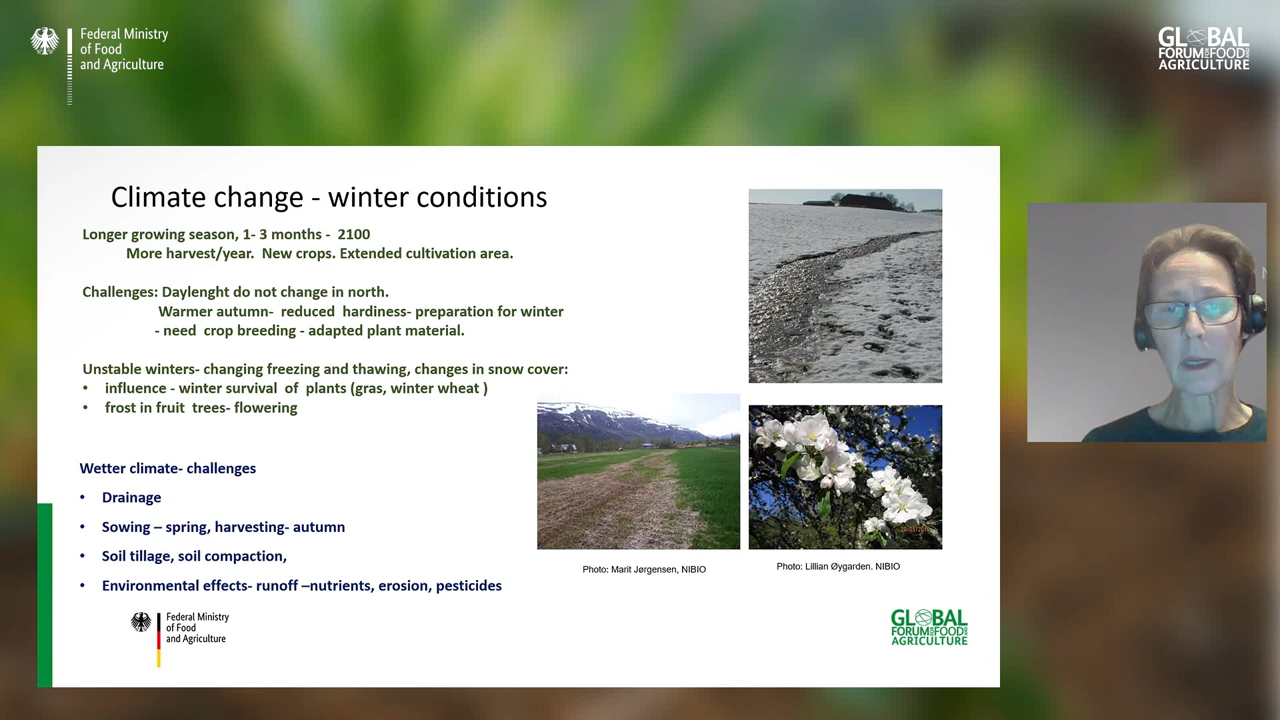 Federal Ministry
of Food
and Agriculture
GLOBAL
FORUM FOR FOOD AND
AGRICULTURE
Climate change - winter conditions
Longer growing season, 1- 3 months - 2100
More harvest/year. New crops. Extended cultivation area.
Challenges: Daylenght do not change in north.
Warmer autumn- reduced hardiness- preparation for winter
- need crop breeding - adapted plant material.
Unstable winters- changing freezing and thawing, changes in snow cover:
• influence - winter survival of plants (gras, winter wheat )
• frost in fruit trees- flowering
Wetter climate- challenges
• Drainage
• Sowing – spring, harvesting- autumn
• Soil tillage, soil compaction,
• Environmental effects- runoff –nutrients, erosion, pesticides
Photo: Marit Jørgensen, NIBIO
Photo: Lillian Øygarden. NIBIO
Federal Ministry
of Food
and Agriculture
GLOBAL
FORUM FOR FOOD AND
AGRICULTURE